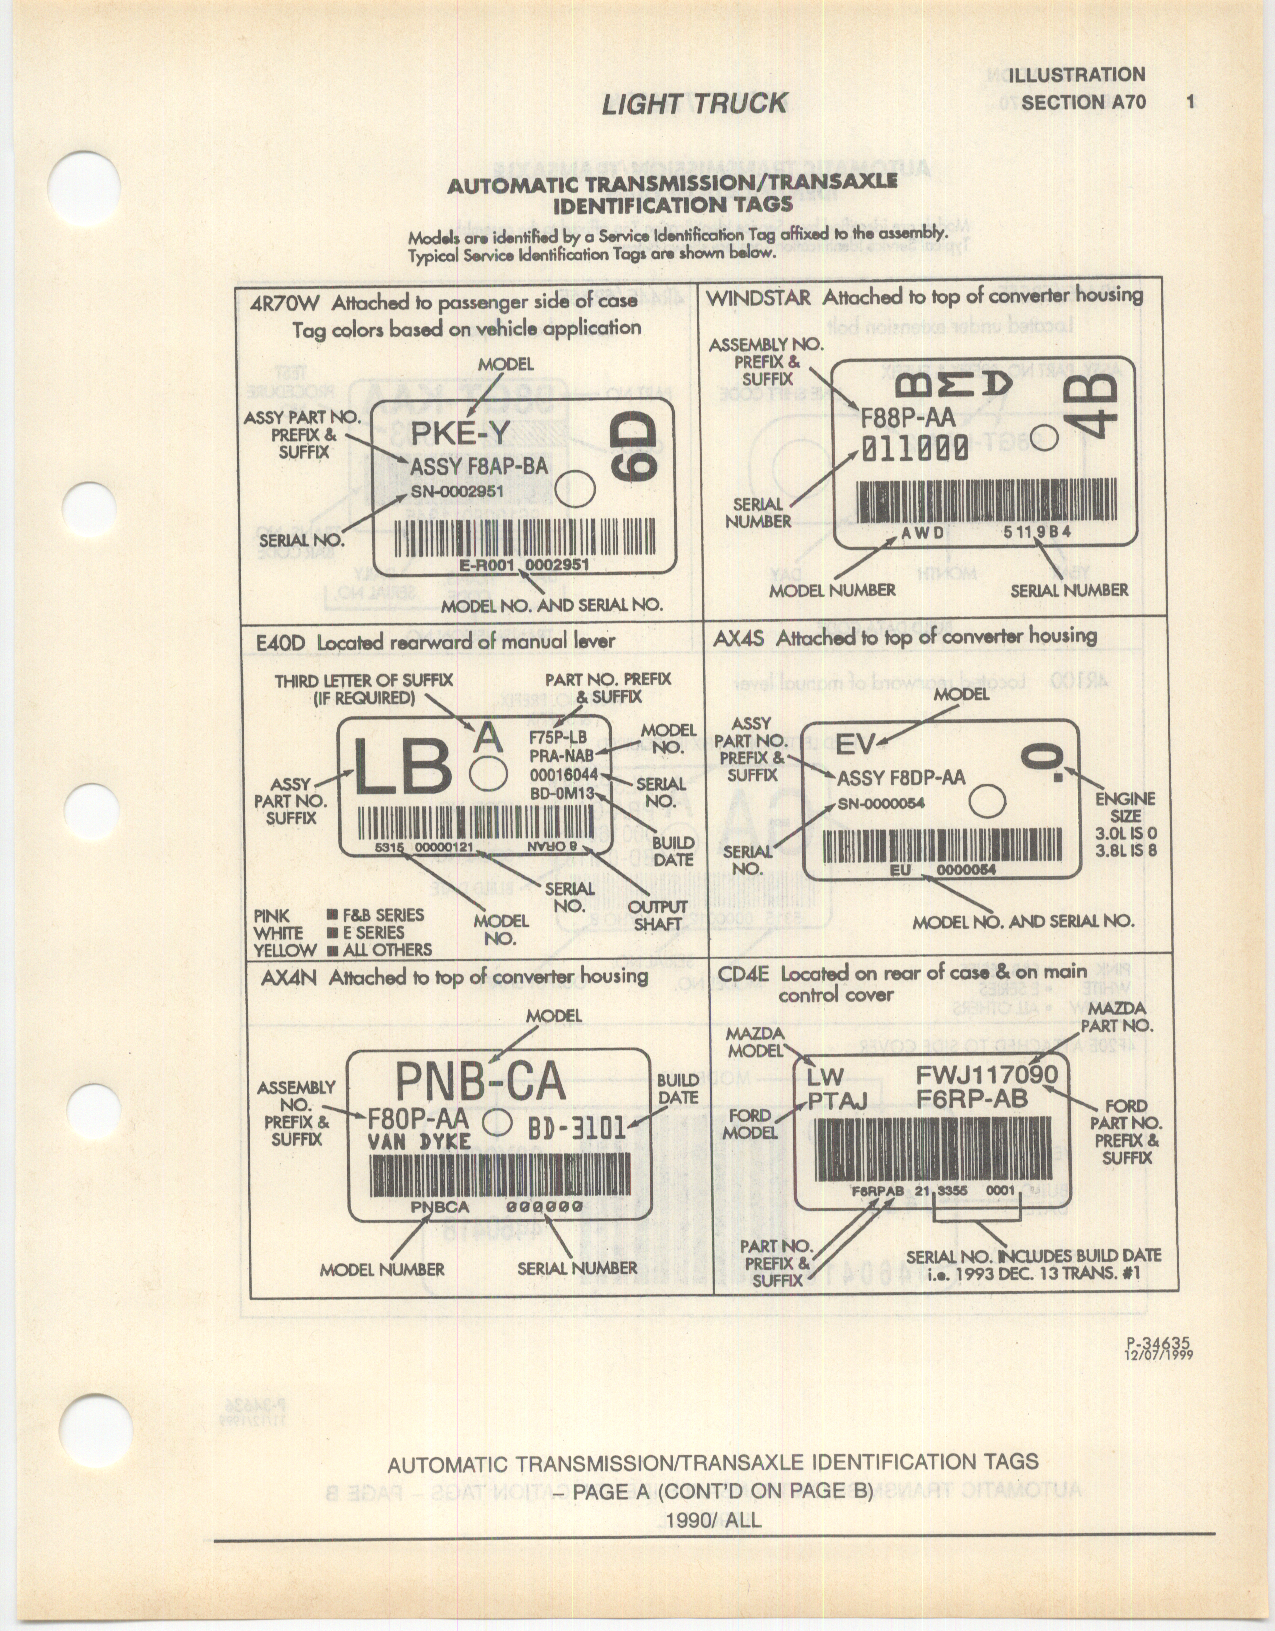 ILLUSTRATION
LIGHT TRUCK
SECTION A70 1
AUTOMATIC TRANSMISSION/TRANSAXLE
IDENTIFICATION TAGS
Models are identified by a Service Identification Tag affixed to the assembly.
Typical Service Identification Tags are shown below.
4R70W Attached to passenger side of case
Tag colors based on vehicle application
MODEL
ASSY PART NO.
PREFIX &
SUFFIX
PKE-Y
ASSY F8AP-BA
SN-0002951
6D
SERIAL NO.
E-R001 0002951
MODEL NO. AND SERIAL NO.
WINDSTAR Attached to top of converter housing
ASSEMBLY NO.
PREFIX &
SUFFIX
F88P-AA
011000
4B
SERIAL
NUMBER
AWD 5119B4
MODEL NUMBER
SERIAL NUMBER
E40D Located rearward of manual lever
THIRD LETTER OF SUFFIX
(IF REQUIRED)
PART NO. PREFIX
& SUFFIX
LB
A
F75P-LB
PRA-NAB
00016044
BD-0M13
MODEL
NO.
ASSY
PART NO.
SUFFIX
SERIAL
NO.
BUILD
DATE
5315 00000121
SERIAL
NO.
MODEL
NO.
OUTPUT
SHAFT
PINK ■ F&B SERIES
WHITE ■ E SERIES
YELLOW ■ ALL OTHERS
AX4S Attached to top of converter housing
MODEL
ASSY
PART NO.
PREFIX &
SUFFIX
EV
ASSY F8DP-AA
SN-0000054
.0
ENGINE
SIZE
3.0L IS 0
3.8L IS 8
SERIAL
NO.
EU 0000054
MODEL NO. AND SERIAL NO.
AX4N Attached to top of converter housing
MODEL
PNB-CA
ASSEMBLY
NO.
PREFIX &
SUFFIX
F80P-AA
VAN DYKE
BD-3101
BUILD
DATE
PNBCA 000000
MODEL NUMBER
SERIAL NUMBER
CD4E Located on rear of case & on main
control cover
MAZDA
PART NO.
MAZDA
MODEL
LW FWJ117090
PTAJ F6RP-AB
FORD
MODEL
FORD
PART NO.
PREFIX &
SUFFIX
F6RPAB 21 3355 0001
PART NO.
PREFIX &
SUFFIX
SERIAL NO. INCLUDES BUILD DATE
i.e. 1993 DEC. 13 TRANS. #1
P-34635
12/07/1999
AUTOMATIC TRANSMISSION/TRANSAXLE IDENTIFICATION TAGS
– PAGE A (CONT'D ON PAGE B)
1990/ ALL